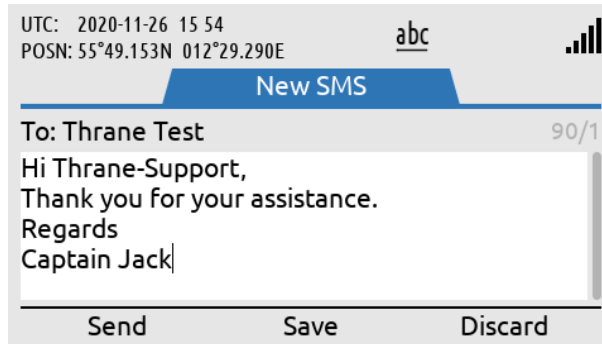 UTC: 2020-11-26 15 54
abc
POSN: 55°49.153N 012°29.290E
New SMS
To: Thrane Test 90/1
Hi Thrane-Support,
Thank you for your assistance.
Regards
Captain Jack
Send Save Discard